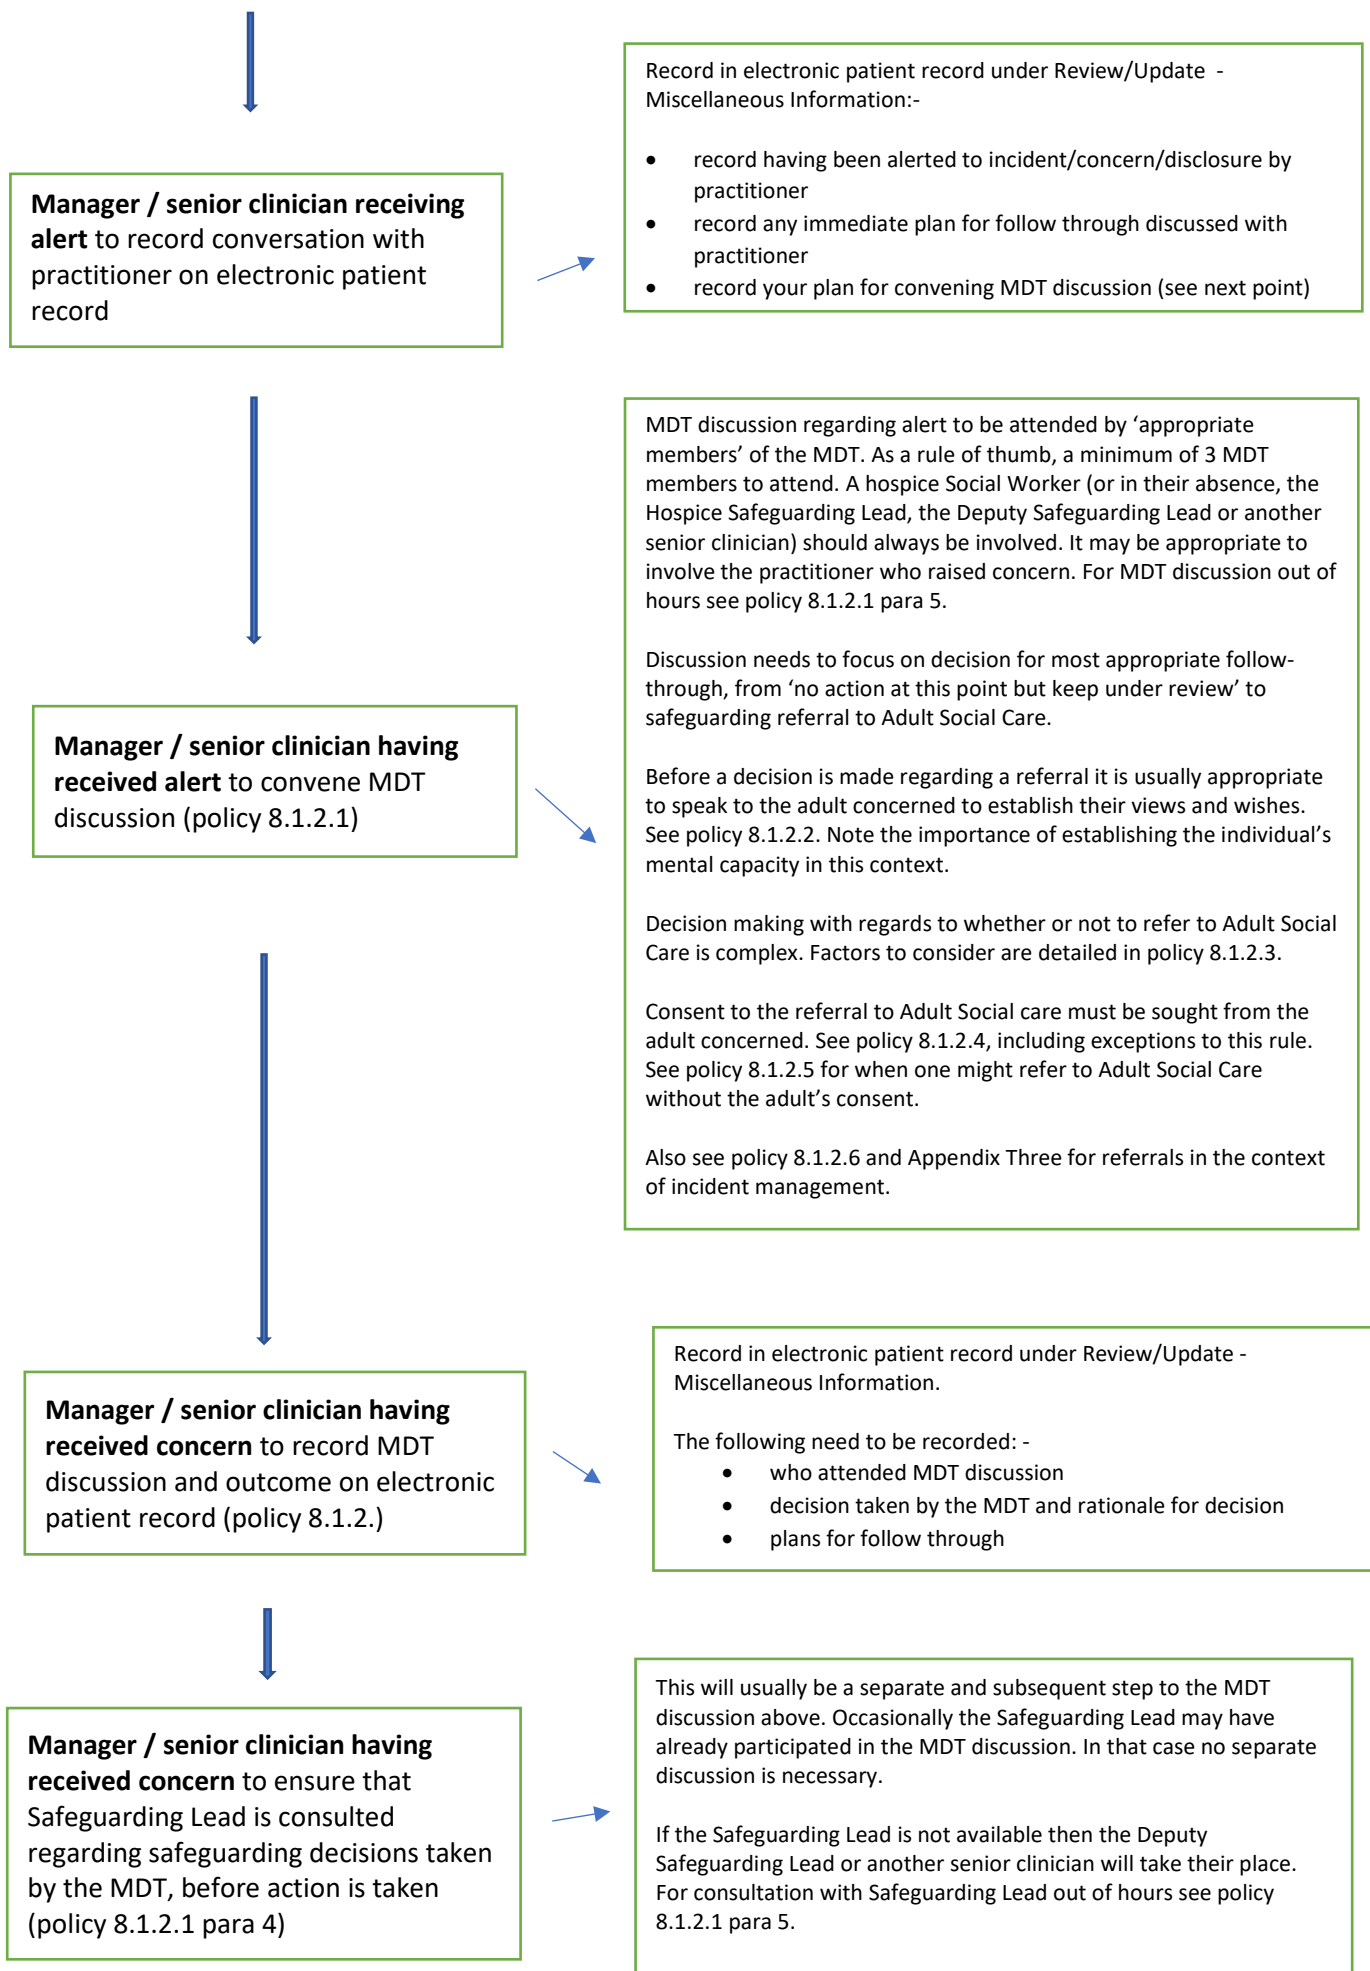 Manager / senior clinician receiving
alert to record conversation with
practitioner on electronic patient
record
Record in electronic patient record under Review/Update  -
Miscellaneous Information:-
•	record having been alerted to incident/concern/disclosure by
practitioner
•	record any immediate plan for follow through discussed with
practitioner
•	record your plan for convening MDT discussion (see next point)
Manager / senior clinician having
received alert to convene MDT
discussion (policy 8.1.2.1)
MDT discussion regarding alert to be attended by ‘appropriate
members’ of the MDT. As a rule of thumb, a minimum of 3 MDT
members to attend. A hospice Social Worker (or in their absence, the
Hospice Safeguarding Lead, the Deputy Safeguarding Lead or another
senior clinician) should always be involved. It may be appropriate to
involve the practitioner who raised concern. For MDT discussion out of
hours see policy 8.1.2.1 para 5.
Discussion needs to focus on decision for most appropriate follow-
through, from ‘no action at this point but keep under review’ to
safeguarding referral to Adult Social Care.
Before a decision is made regarding a referral it is usually appropriate
to speak to the adult concerned to establish their views and wishes.
See policy 8.1.2.2. Note the importance of establishing the individual’s
mental capacity in this context.
Decision making with regards to whether or not to refer to Adult Social
Care is complex. Factors to consider are detailed in policy 8.1.2.3.
Consent to the referral to Adult Social care must be sought from the
adult concerned. See policy 8.1.2.4, including exceptions to this rule.
See policy 8.1.2.5 for when one might refer to Adult Social Care
without the adult’s consent.
Also see policy 8.1.2.6 and Appendix Three for referrals in the context
of incident management.
Manager / senior clinician having
received concern to record MDT
discussion and outcome on electronic
patient record (policy 8.1.2.)
Record in electronic patient record under Review/Update -
Miscellaneous Information.
The following need to be recorded: -
•	who attended MDT discussion
•	decision taken by the MDT and rationale for decision
•	plans for follow through
Manager / senior clinician having
received concern to ensure that
Safeguarding Lead is consulted
regarding safeguarding decisions taken
by the MDT, before action is taken
(policy 8.1.2.1 para 4)
This will usually be a separate and subsequent step to the MDT
discussion above. Occasionally the Safeguarding Lead may have
already participated in the MDT discussion. In that case no separate
discussion is necessary.
If the Safeguarding Lead is not available then the Deputy
Safeguarding Lead or another senior clinician will take their place.
For consultation with Safeguarding Lead out of hours see policy
8.1.2.1 para 5.